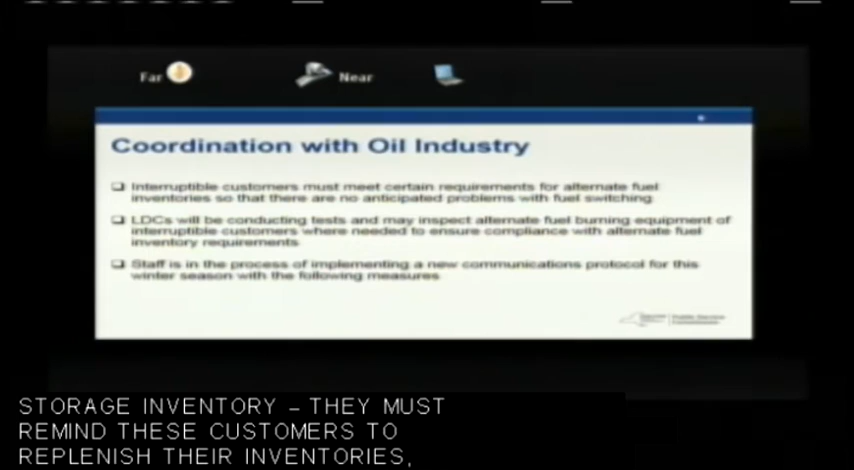 Far
Near
Coordination with Oil Industry
Interruptible customers must meet certain requirements for alternate fuel
inventories so that there are no anticipated problems with fuel switching
LDCs will be conducting tests and may inspect alternate fuel burning equipment of
interruptible customers where needed to ensure compliance with alternate fuel
inventory requirements
Staff is in the process of implementing a new communications protocol for this
winter season with the following measures
Public Service
Commission
STORAGE INVENTORY – THEY MUST
REMIND THESE CUSTOMERS TO
REPLENISH THEIR INVENTORIES,